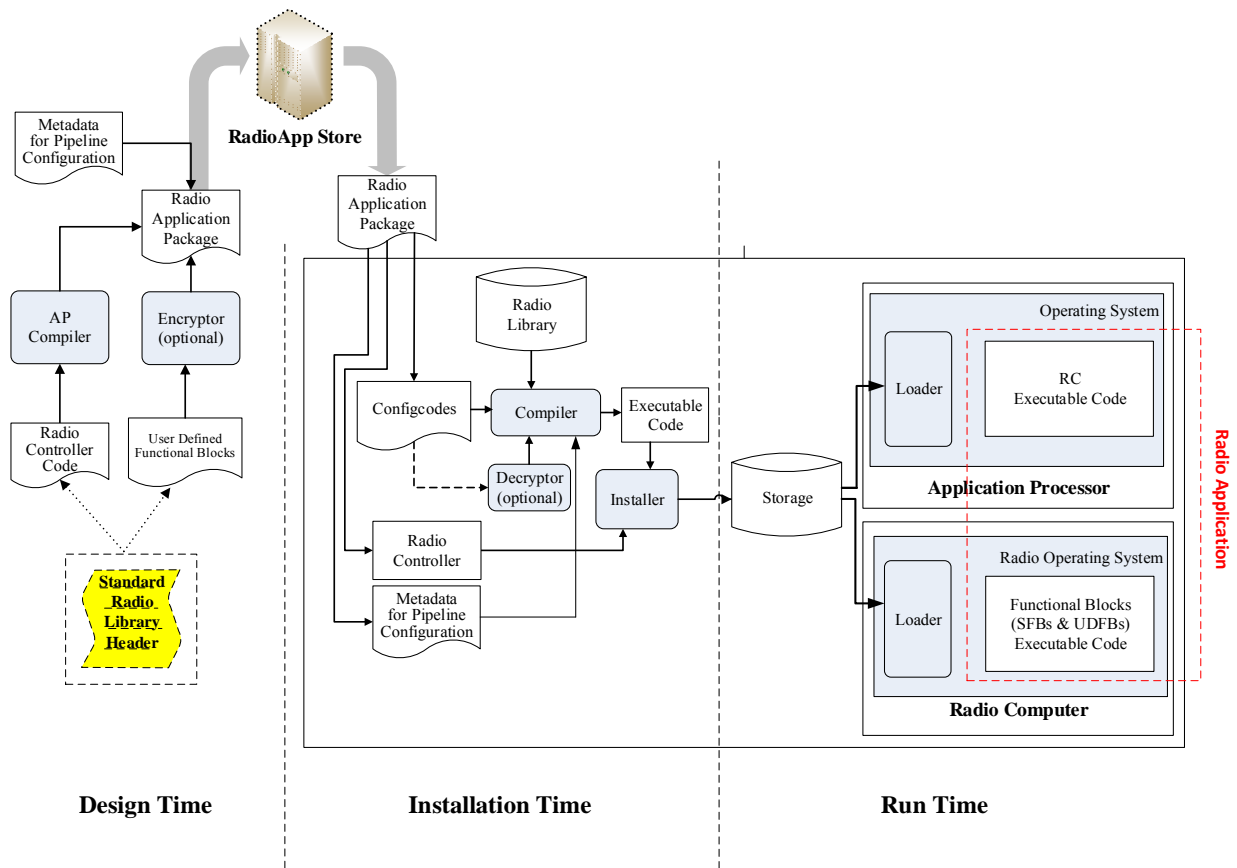 RadioApp Store
Metadata
for Pipeline
Configuration
Radio
Application
Package
AP
Compiler
Encryptor
(optional)
Radio
Controller
Code
User Defined
Functional Blocks
Standard
Radio
Library
Header
Design Time
Radio
Application
Package
Radio
Library
Configcodes
Compiler
Executable
Code
Decryptor
(optional)
Installer
Radio
Controller
Metadata
for Pipeline
Configuration
Installation Time
Storage
Operating System
Loader
RC
Executable Code
Application Processor
Radio Operating System
Loader
Functional Blocks
(SFBs & UDFBs)
Executable Code
Radio Computer
Radio Application
Run Time